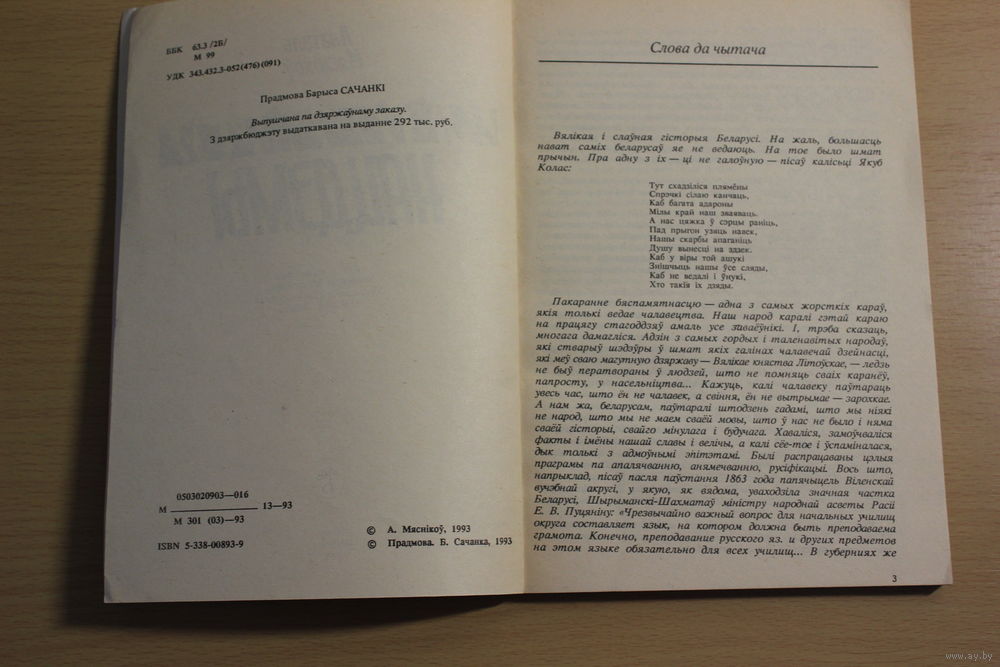 ББК 63.3 /2Б/
М 99
УДК 343.432.3-052(476)(091)
Прадмова Барыса САЧАНКІ
Выпушчана па дзяржаўнаму заказу.
З дзяржбюджэту выдаткавана на выданне 292 тыс. руб.
0503020903—016
М 13—93
М 301 (03)—93
ISBN 5-338-00893-9
© А. Мяснікоў, 1993
© Прадмова. Б. Сачанка, 1993
Слова да чытача
Вялікая і слаўная гісторыя Беларусі. На жаль, большасць
нават саміх беларусаў яе не ведаюць. На тое было шмат
прычын. Пра адну з іх — ці не галоўную — пісаў калісьці Якуб
Колас:
Тут схадзіліся плямёны
Спрэчкі сілаю канчаць,
Каб багата адароны
Мілы край наш зваяваць.
А нас цяжка ў сэрцы раніць,
Пад прыгон узяць навек,
Нашы скарбы апаганіць
Душу вынесці на здзек.
Каб у віры той ашукі
Знішчыць нашы ўсе сляды,
Каб не ведалі і ўнукі,
Хто такія іх дзяды.
Пакаранне бяспамятнасцю — адна з самых жорсткіх караў,
якія толькі ведае чалавецтва. Наш народ каралі гэтай караю
на працягу стагоддзяў амаль усе заваёўнікі. І, трэба сказаць,
многага дамагліся. Адзін з самых гордых і таленавітых народаў,
які стварыў шэдэўры ў шмат якіх галінах чалавечай дзейнасці,
які меў сваю магутную дзяржаву — Вялікае княства Літоўскае, — ледзь
не быў ператвораны ў людзей, што не помняць сваіх каранёў,
папросту, у насельніцтва... Кажуць, калі чалавеку паўтараць
увесь час, што ён не чалавек, а свіння, ён не вытрымае — зарохкае.
А нам жа, беларусам, паўтаралі штодзень гадамі, што мы ніякі
не народ, што мы не маем сваёй мовы, што ў нас не было і няма
сваёй гісторыі, свайго мінулага і будучага. Хаваліся, замоўчваліся
факты і імёны нашай славы і велічы, а калі сёе-тое і ўспаміналася,
дык толькі з адмоўнымі эпітэтамі. Былі распрацаваны цэлыя
праграмы па апалячванню, анямечванню, русіфікацыі. Вось што,
напрыклад, пісаў пасля паўстання 1863 года папячыцель Віленскай
вучэбнай акругі, у якую, як вядома, уваходзіла значная частка
Беларусі, Шырыманскі-Шахматаў міністру народнай асветы Расіі
Е. В. Пуцяніну: «Чрезвычайно важный вопрос для начальных училищ
округа составляет язык, на котором должна быть преподаваема
грамота. Конечно, преподавание русского яз. и других предметов
на этом языке обязательно для всех училищ... В губерниях же
3
www.ay.by